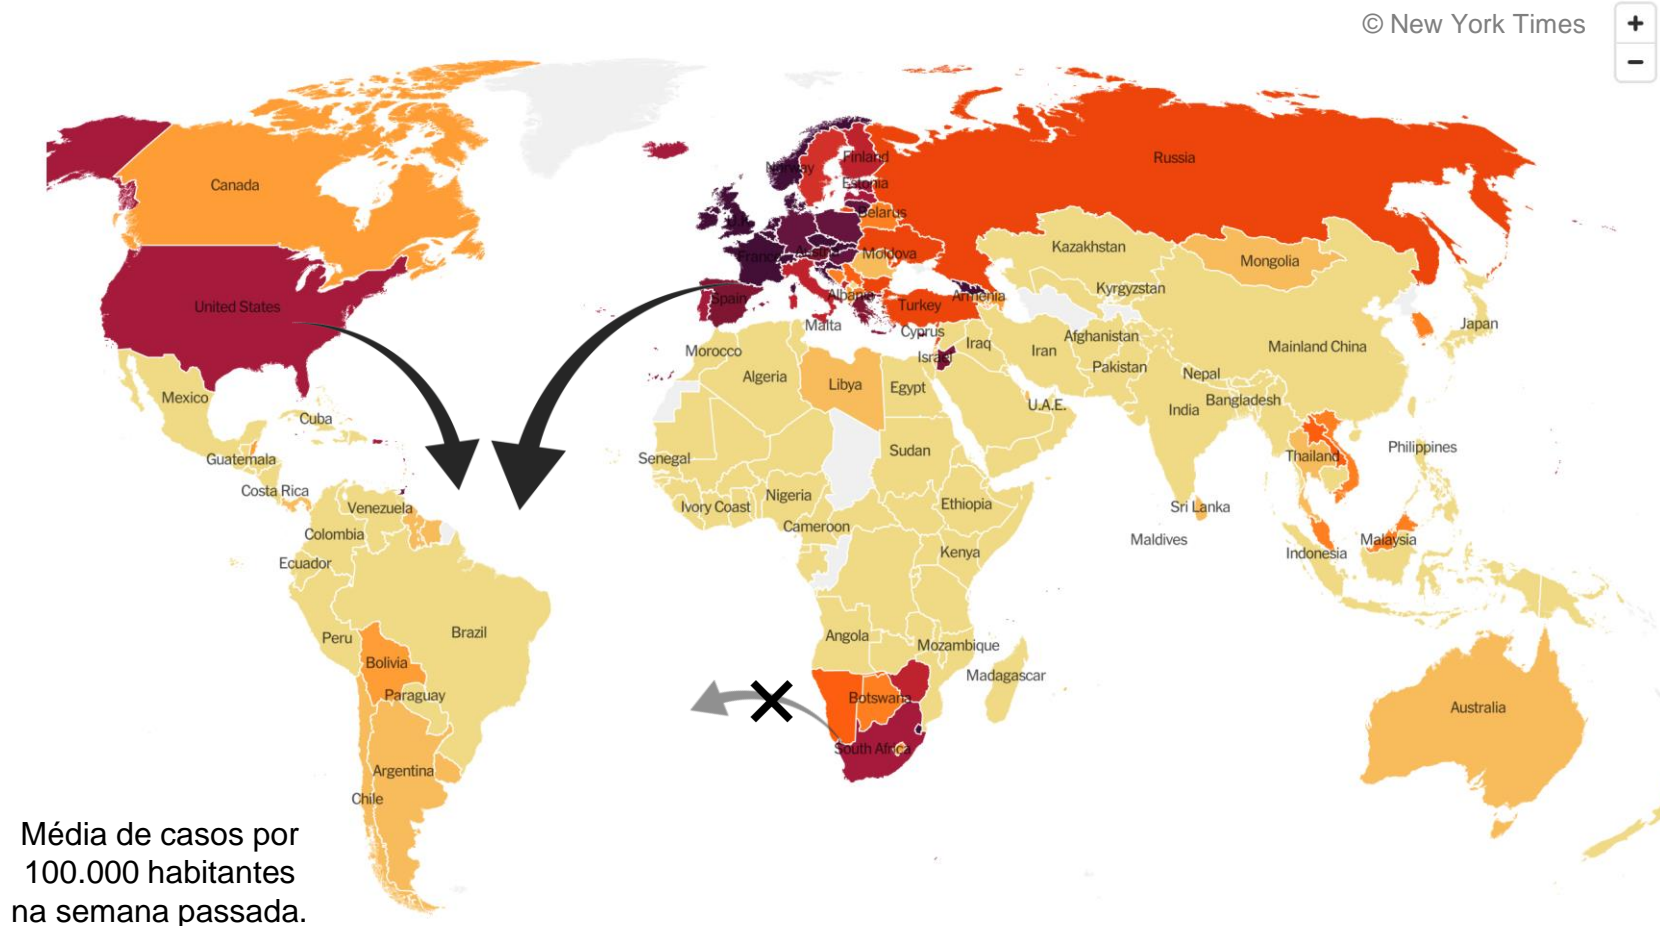 © New York Times
+
−
Canada
United States
Mexico
Cuba
Guatemala
Costa Rica
Venezuela
Colombia
Ecuador
Peru
Brazil
Bolivia
Paraguay
Argentina
Chile
Norway
Finland
Estonia
Belarus
Moldova
France
Austria
Spain
Albania
Malta
Turkey
Armenia
Cyprus
Israel
Iraq
Iran
Russia
Kazakhstan
Mongolia
Kyrgyzstan
Afghanistan
Pakistan
Nepal
India
Bangladesh
Mainland China
Japan
U.A.E.
Thailand
Philippines
Sri Lanka
Maldives
Malaysia
Indonesia
Morocco
Algeria
Libya
Egypt
Senegal
Sudan
Ivory Coast
Nigeria
Cameroon
Ethiopia
Kenya
Angola
Mozambique
Madagascar
Botswana
South Africa
Australia
Média de casos por
100.000 habitantes
na semana passada.